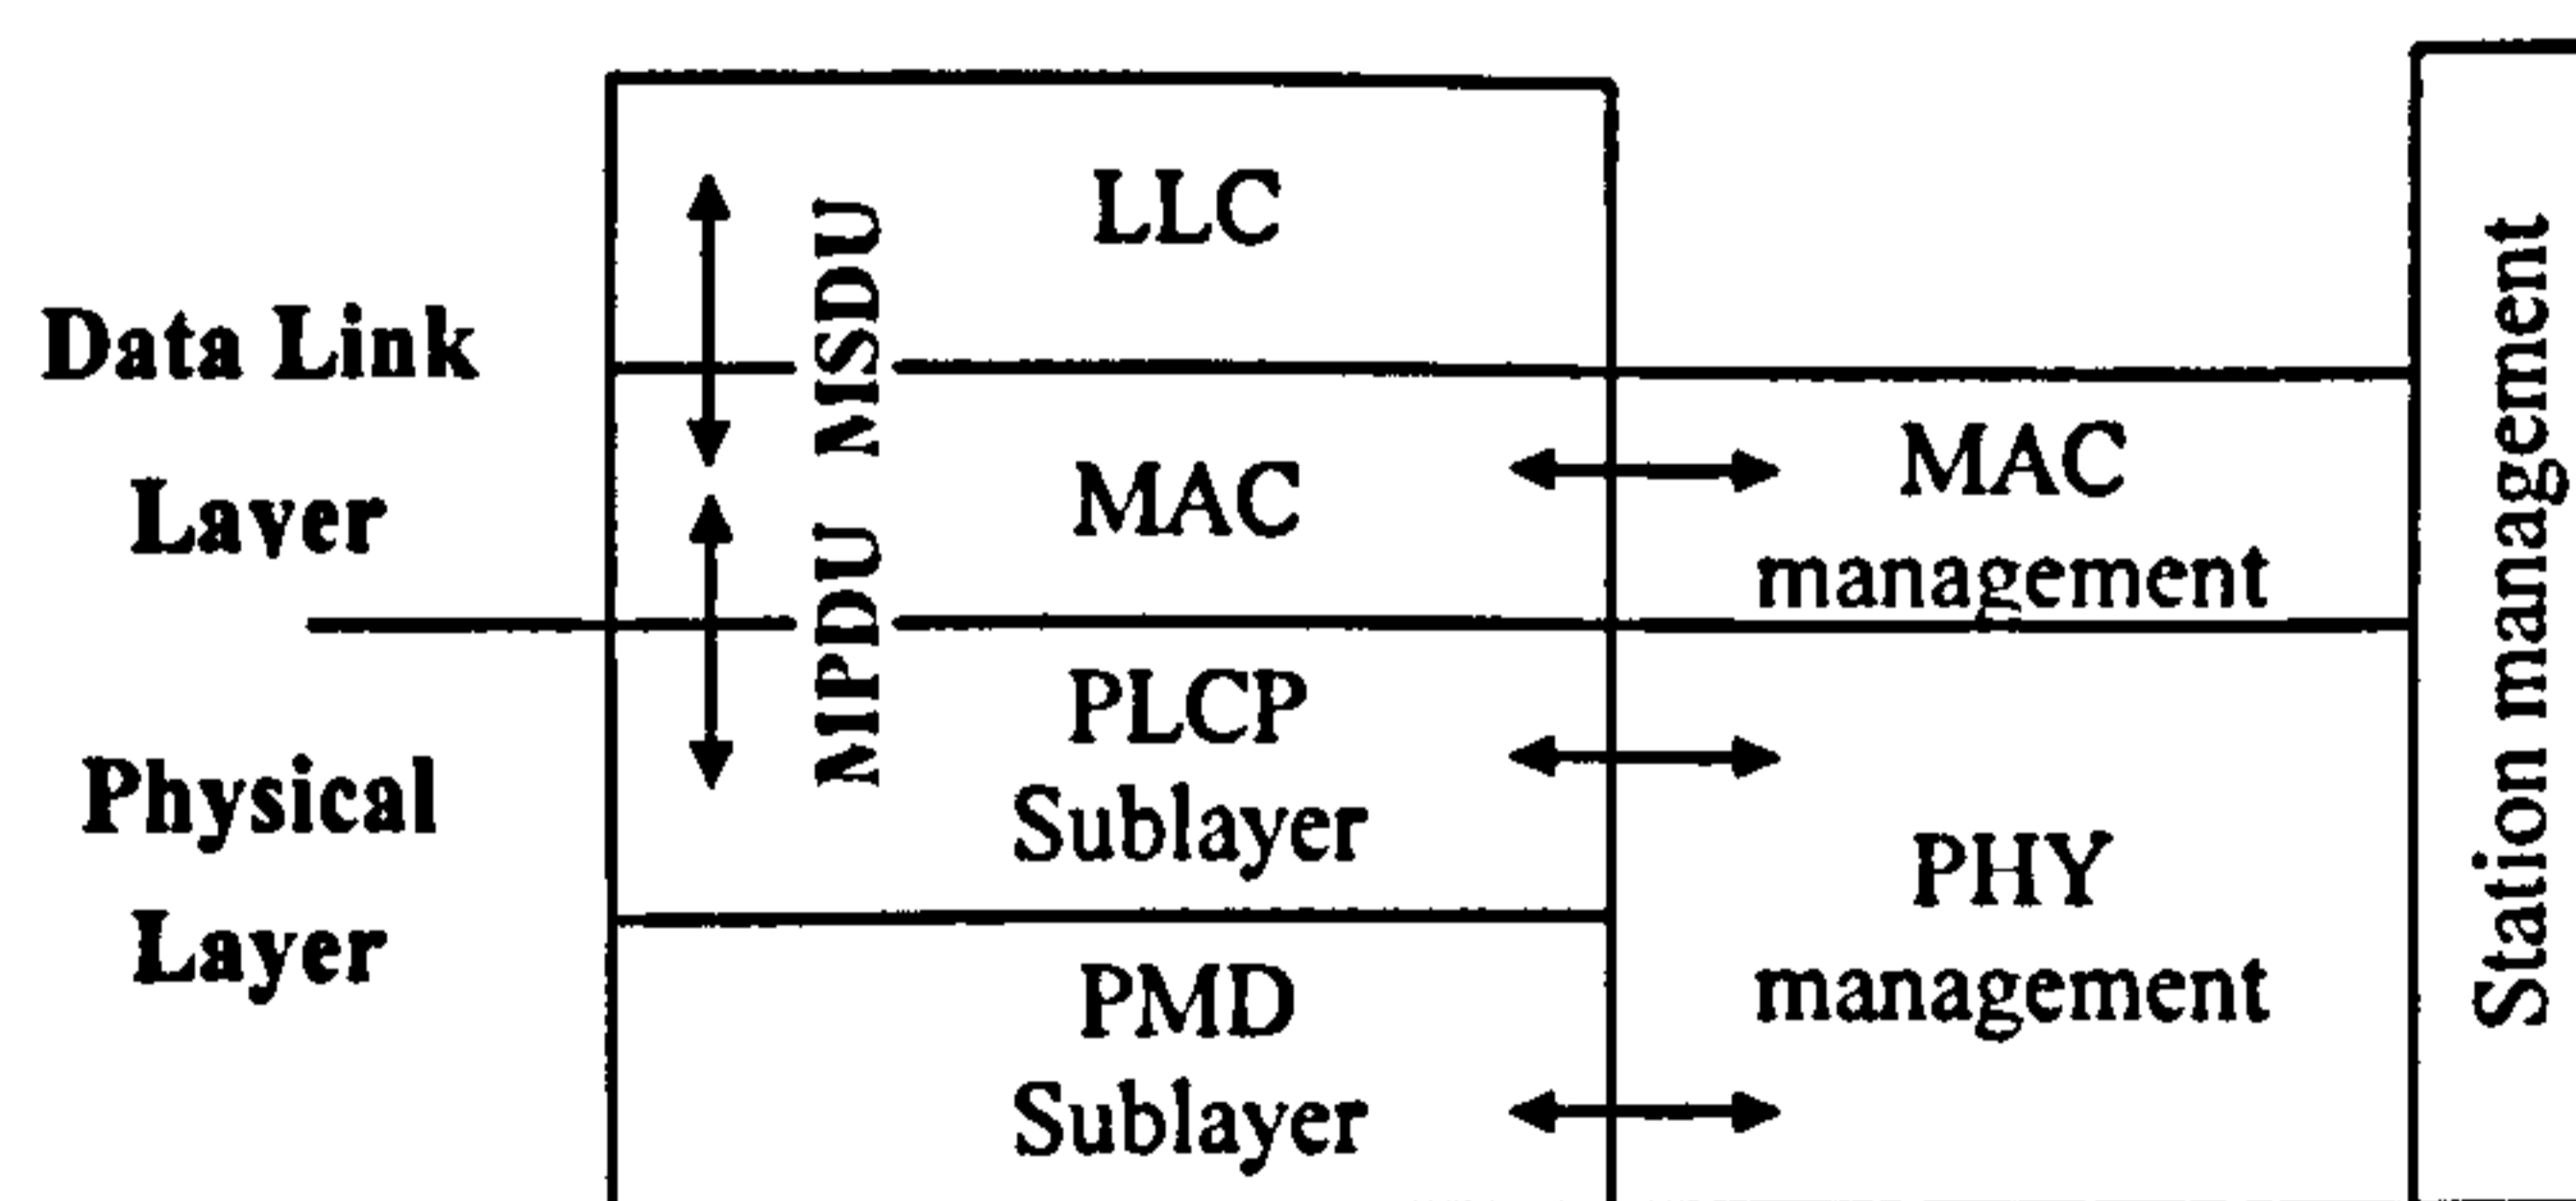 Data Link
Layer
Physical
Layer
MSDU
MPDU
LLC
MAC
PLCP
Sublayer
PMD
Sublayer
MAC
management
PHY
management
Station management